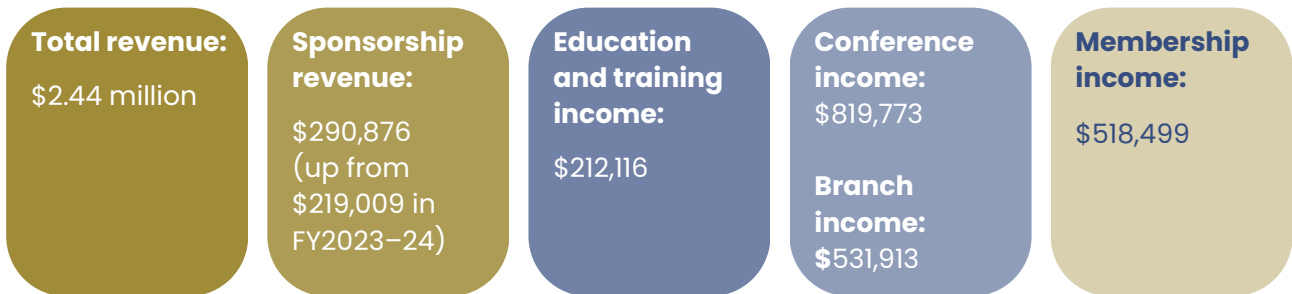 Total revenue:
$2.44 million
Sponsorship
revenue:
$290,876
(up from
$219,009 in
FY2023–24)
Education
and training
income:
$212,116
Conference
income:
$819,773
Branch
income:
$531,913
Membership
income:
$518,499